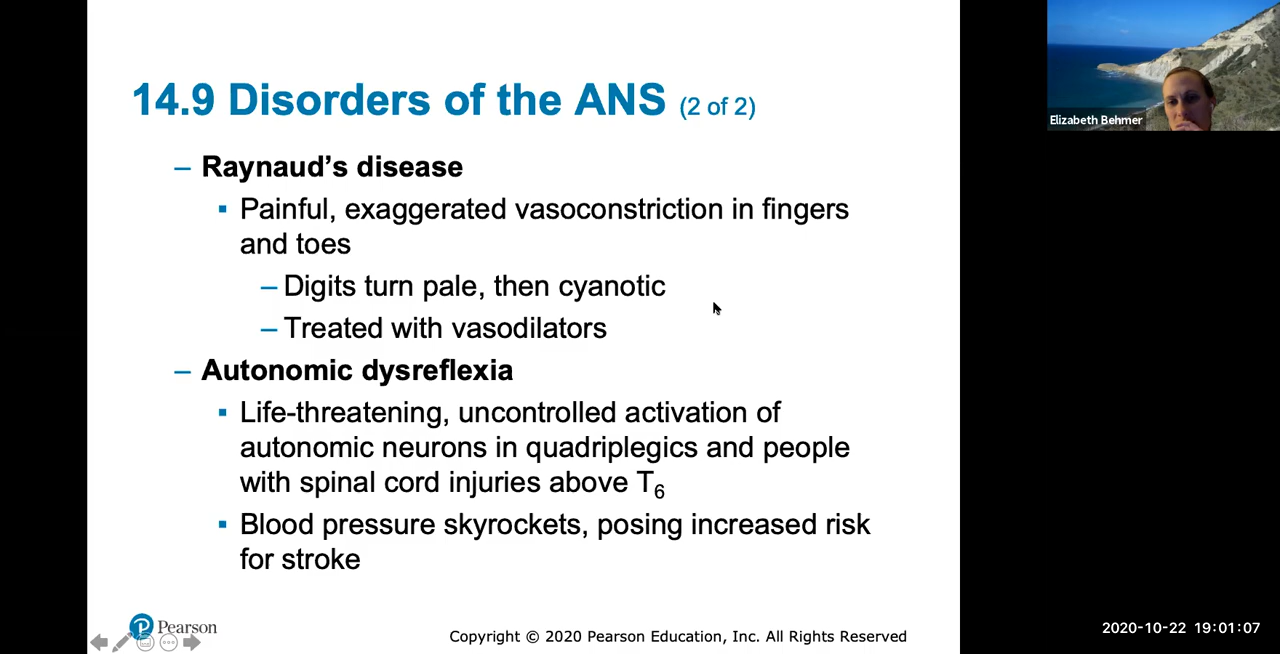 14.9 Disorders of the ANS (2 of 2)
– Raynaud’s disease
▪ Painful, exaggerated vasoconstriction in fingers
and toes
– Digits turn pale, then cyanotic
– Treated with vasodilators
– Autonomic dysreflexia
▪ Life-threatening, uncontrolled activation of
autonomic neurons in quadriplegics and people
with spinal cord injuries above T6
▪ Blood pressure skyrockets, posing increased risk
for stroke
P Pearson
Copyright © 2020 Pearson Education, Inc. All Rights Reserved
Elizabeth Behmer
2020-10-22 19:01:07